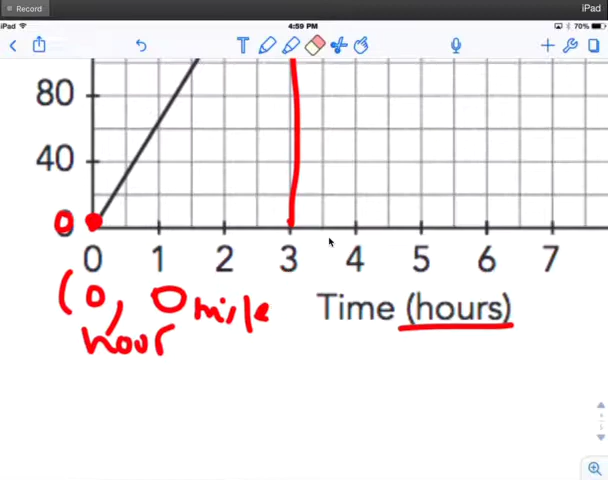 Record
iPad
iPad
4:59 PM
70%
T
80
40
0
0
0 1 2 3 4 5 6 7
(0, 0 mile
hour
Time (hours)